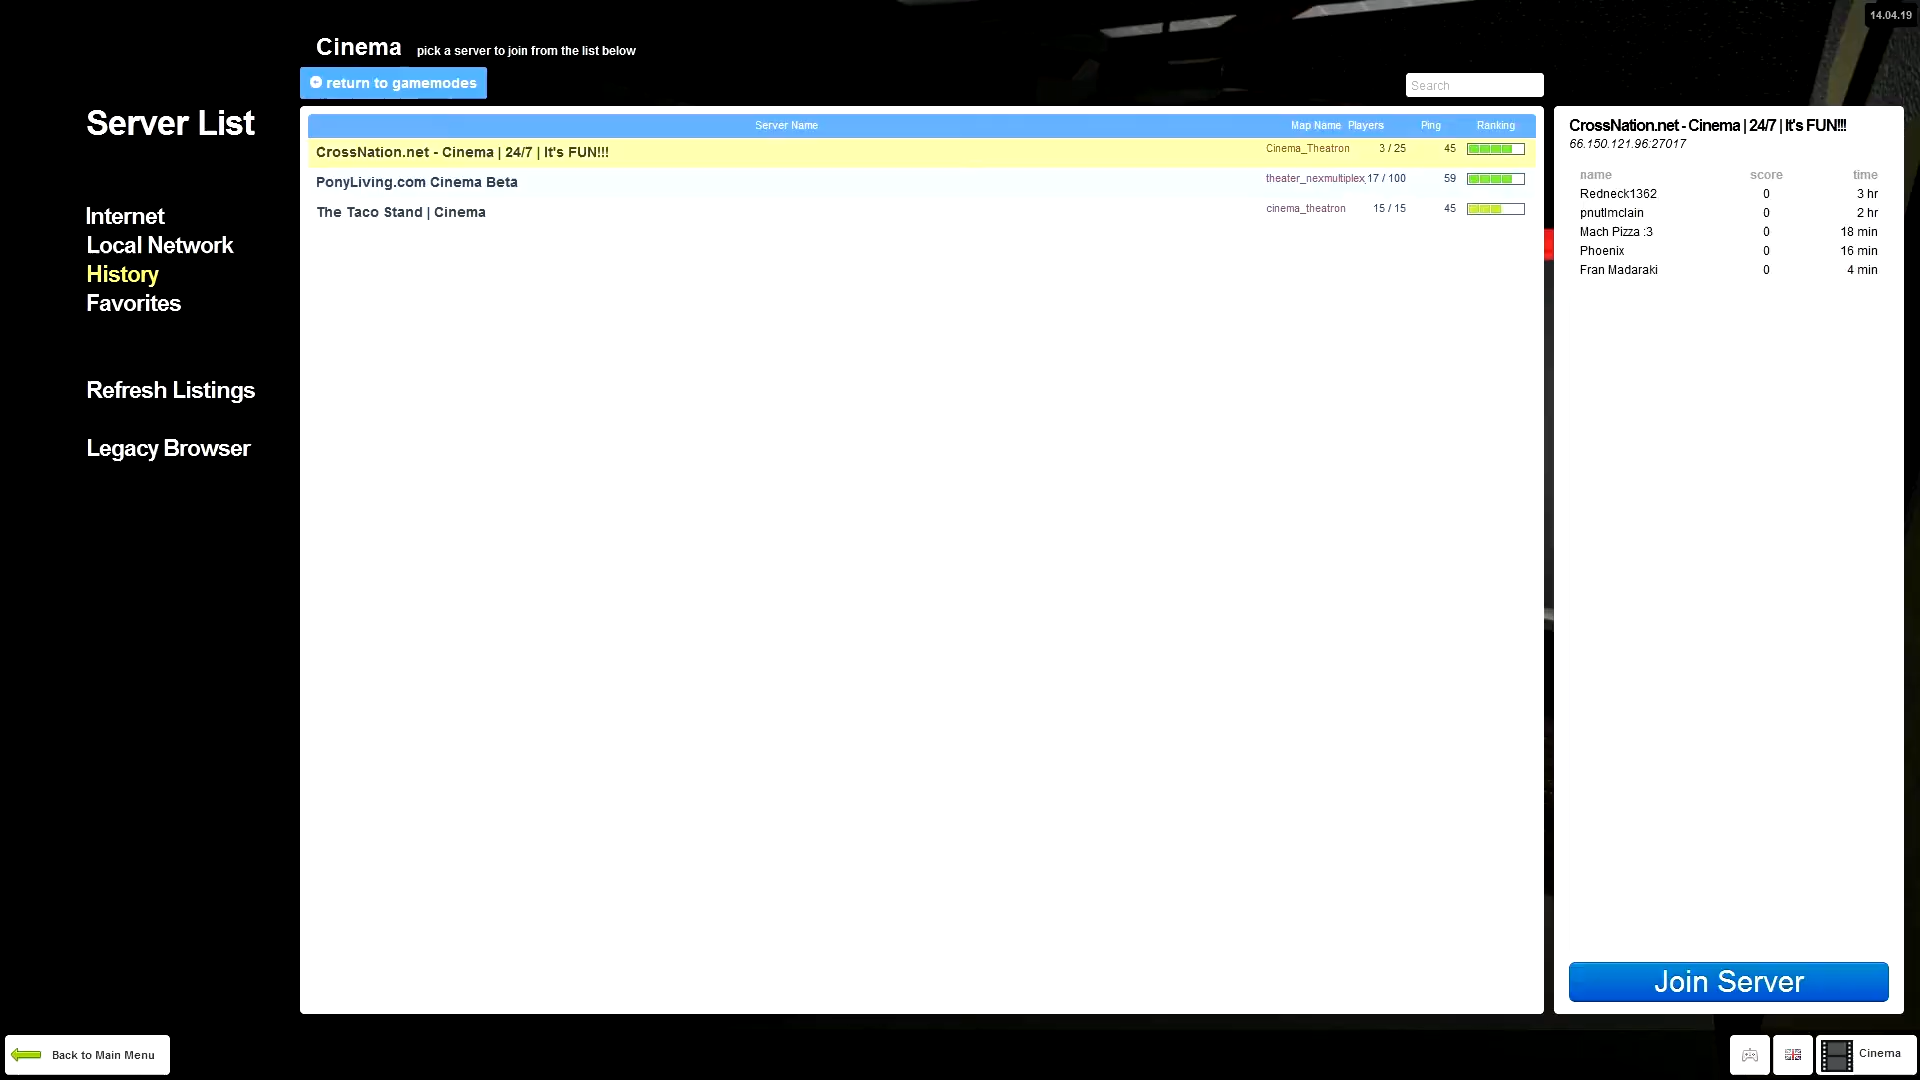 14.04.19
Cinema pick a server to join from the list below
return to gamemodes
Search
Server List
Internet
Local Network
History
Favorites
Refresh Listings
Legacy Browser
Server Name Map Name Players Ping Ranking
CrossNation.net - Cinema | 24/7 | It's FUN!!! Cinema_Theatron 3 / 25 45
PonyLiving.com Cinema Beta theater_nexmultiplex_ 17 / 100 59
The Taco Stand | Cinema cinema_theatron 15 / 15 45
CrossNation.net - Cinema | 24/7 | It's FUN!!!
66.150.121.96:27017
name score time
Redneck1362 0 3 hr
pnutlmclain 0 2 hr
Mach Pizza :3 0 18 min
Phoenix 0 16 min
Fran Madaraki 0 4 min
Join Server
Back to Main Menu
Cinema